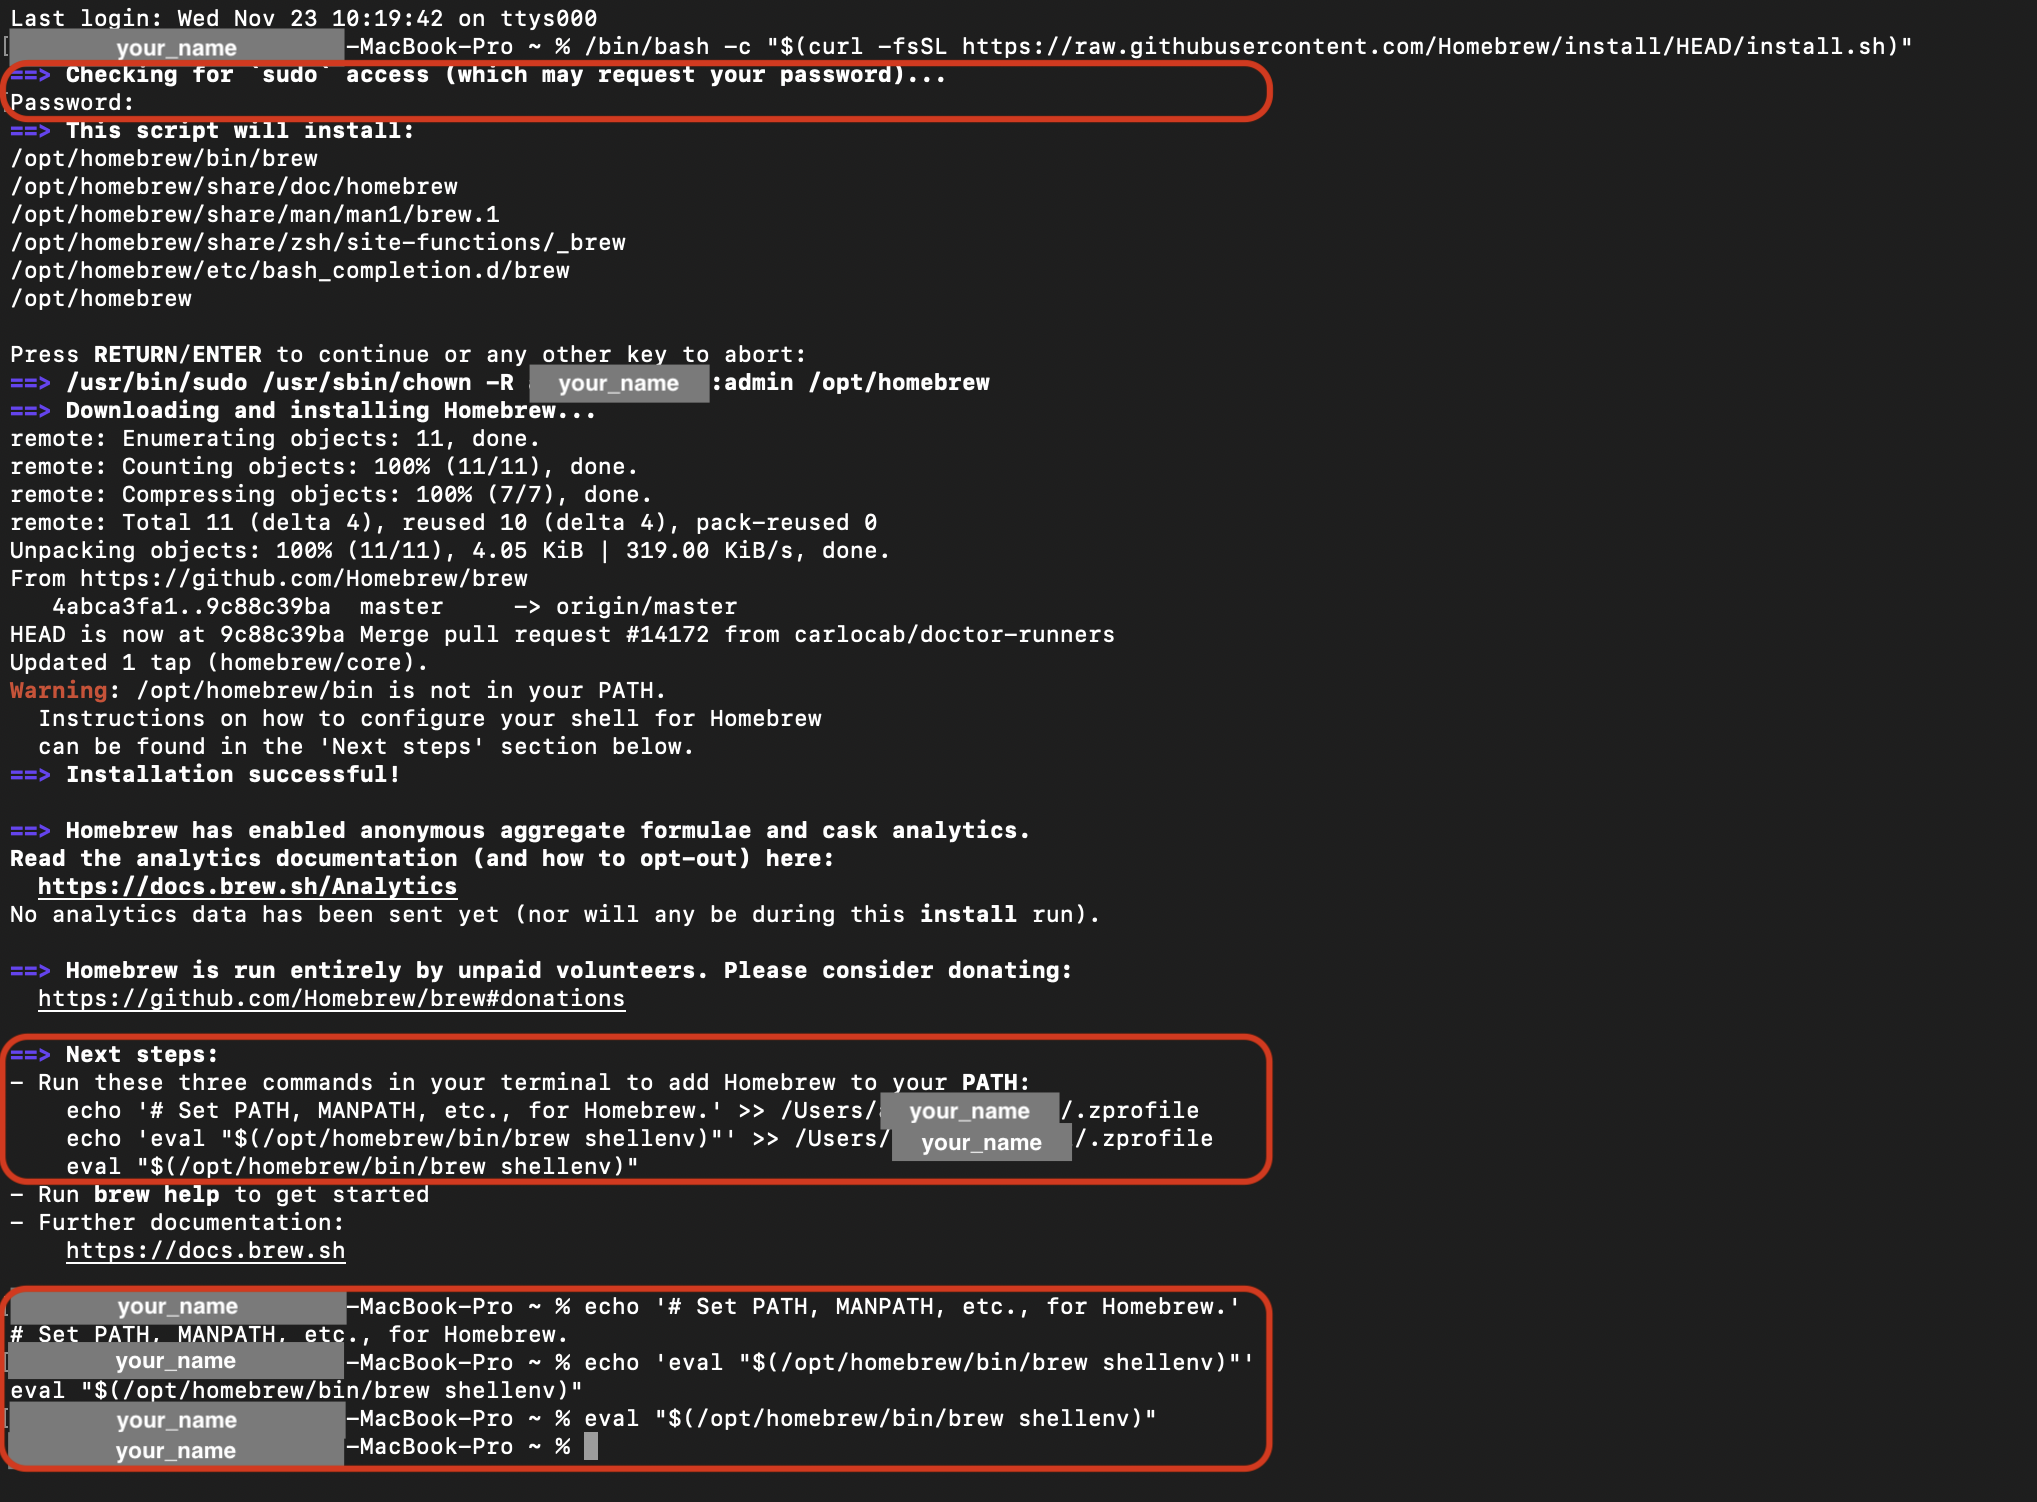 Last login: Wed Nov 23 10:19:42 on ttys000
your_name-MacBook-Pro ~ % /bin/bash -c "$(curl -fsSL https://raw.githubusercontent.com/Homebrew/install/HEAD/install.sh)"
==> Checking for `sudo` access (which may request your password)...
Password:
==> This script will install:
/opt/homebrew/bin/brew
/opt/homebrew/share/doc/homebrew
/opt/homebrew/share/man/man1/brew.1
/opt/homebrew/share/zsh/site-functions/_brew
/opt/homebrew/etc/bash_completion.d/brew
/opt/homebrew
Press RETURN/ENTER to continue or any other key to abort:
==> /usr/bin/sudo /usr/sbin/chown -R your_name:admin /opt/homebrew
==> Downloading and installing Homebrew...
remote: Enumerating objects: 11, done.
remote: Counting objects: 100% (11/11), done.
remote: Compressing objects: 100% (7/7), done.
remote: Total 11 (delta 4), reused 10 (delta 4), pack-reused 0
Unpacking objects: 100% (11/11), 4.05 KiB | 319.00 KiB/s, done.
From https://github.com/Homebrew/brew
   4abca3fa1..9c88c39ba  master     -> origin/master
HEAD is now at 9c88c39ba Merge pull request #14172 from carlocab/doctor-runners
Updated 1 tap (homebrew/core).
Warning: /opt/homebrew/bin is not in your PATH.
  Instructions on how to configure your shell for Homebrew
  can be found in the 'Next steps' section below.
==> Installation successful!
==> Homebrew has enabled anonymous aggregate formulae and cask analytics.
Read the analytics documentation (and how to opt-out) here:
  https://docs.brew.sh/Analytics
No analytics data has been sent yet (nor will any be during this install run).
==> Homebrew is run entirely by unpaid volunteers. Please consider donating:
  https://github.com/Homebrew/brew#donations
==> Next steps:
- Run these three commands in your terminal to add Homebrew to your PATH:
    echo '# Set PATH, MANPATH, etc., for Homebrew.' >> /Users/your_name/.zprofile
    echo 'eval "$(/opt/homebrew/bin/brew shellenv)"' >> /Users/your_name/.zprofile
    eval "$(/opt/homebrew/bin/brew shellenv)"
- Run brew help to get started
- Further documentation:
    https://docs.brew.sh
your_name-MacBook-Pro ~ % echo '# Set PATH, MANPATH, etc., for Homebrew.'
# Set PATH, MANPATH, etc., for Homebrew.
your_name-MacBook-Pro ~ % echo 'eval "$(/opt/homebrew/bin/brew shellenv)"'
eval "$(/opt/homebrew/bin/brew shellenv)"
your_name-MacBook-Pro ~ % eval "$(/opt/homebrew/bin/brew shellenv)"
your_name-MacBook-Pro ~ %